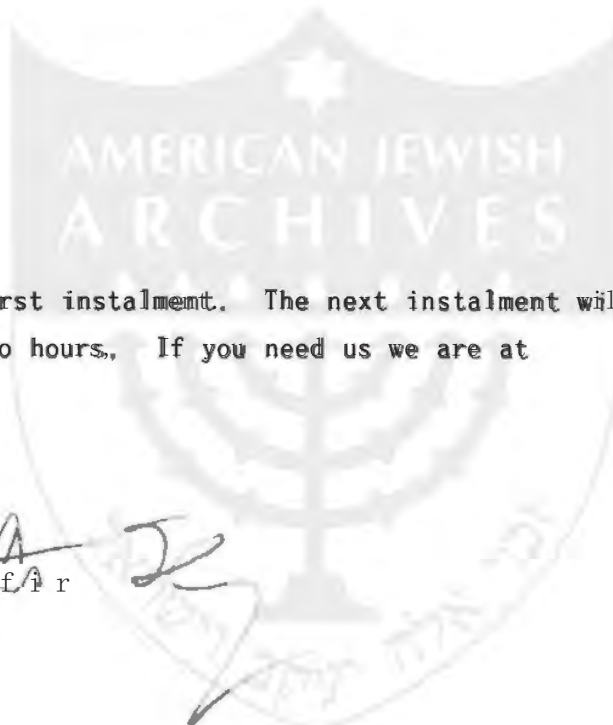 AMERICAN JEWISH
ARCHIVES
rst instalment. The next instalment wil
o hours, If you need us we are at
f i r